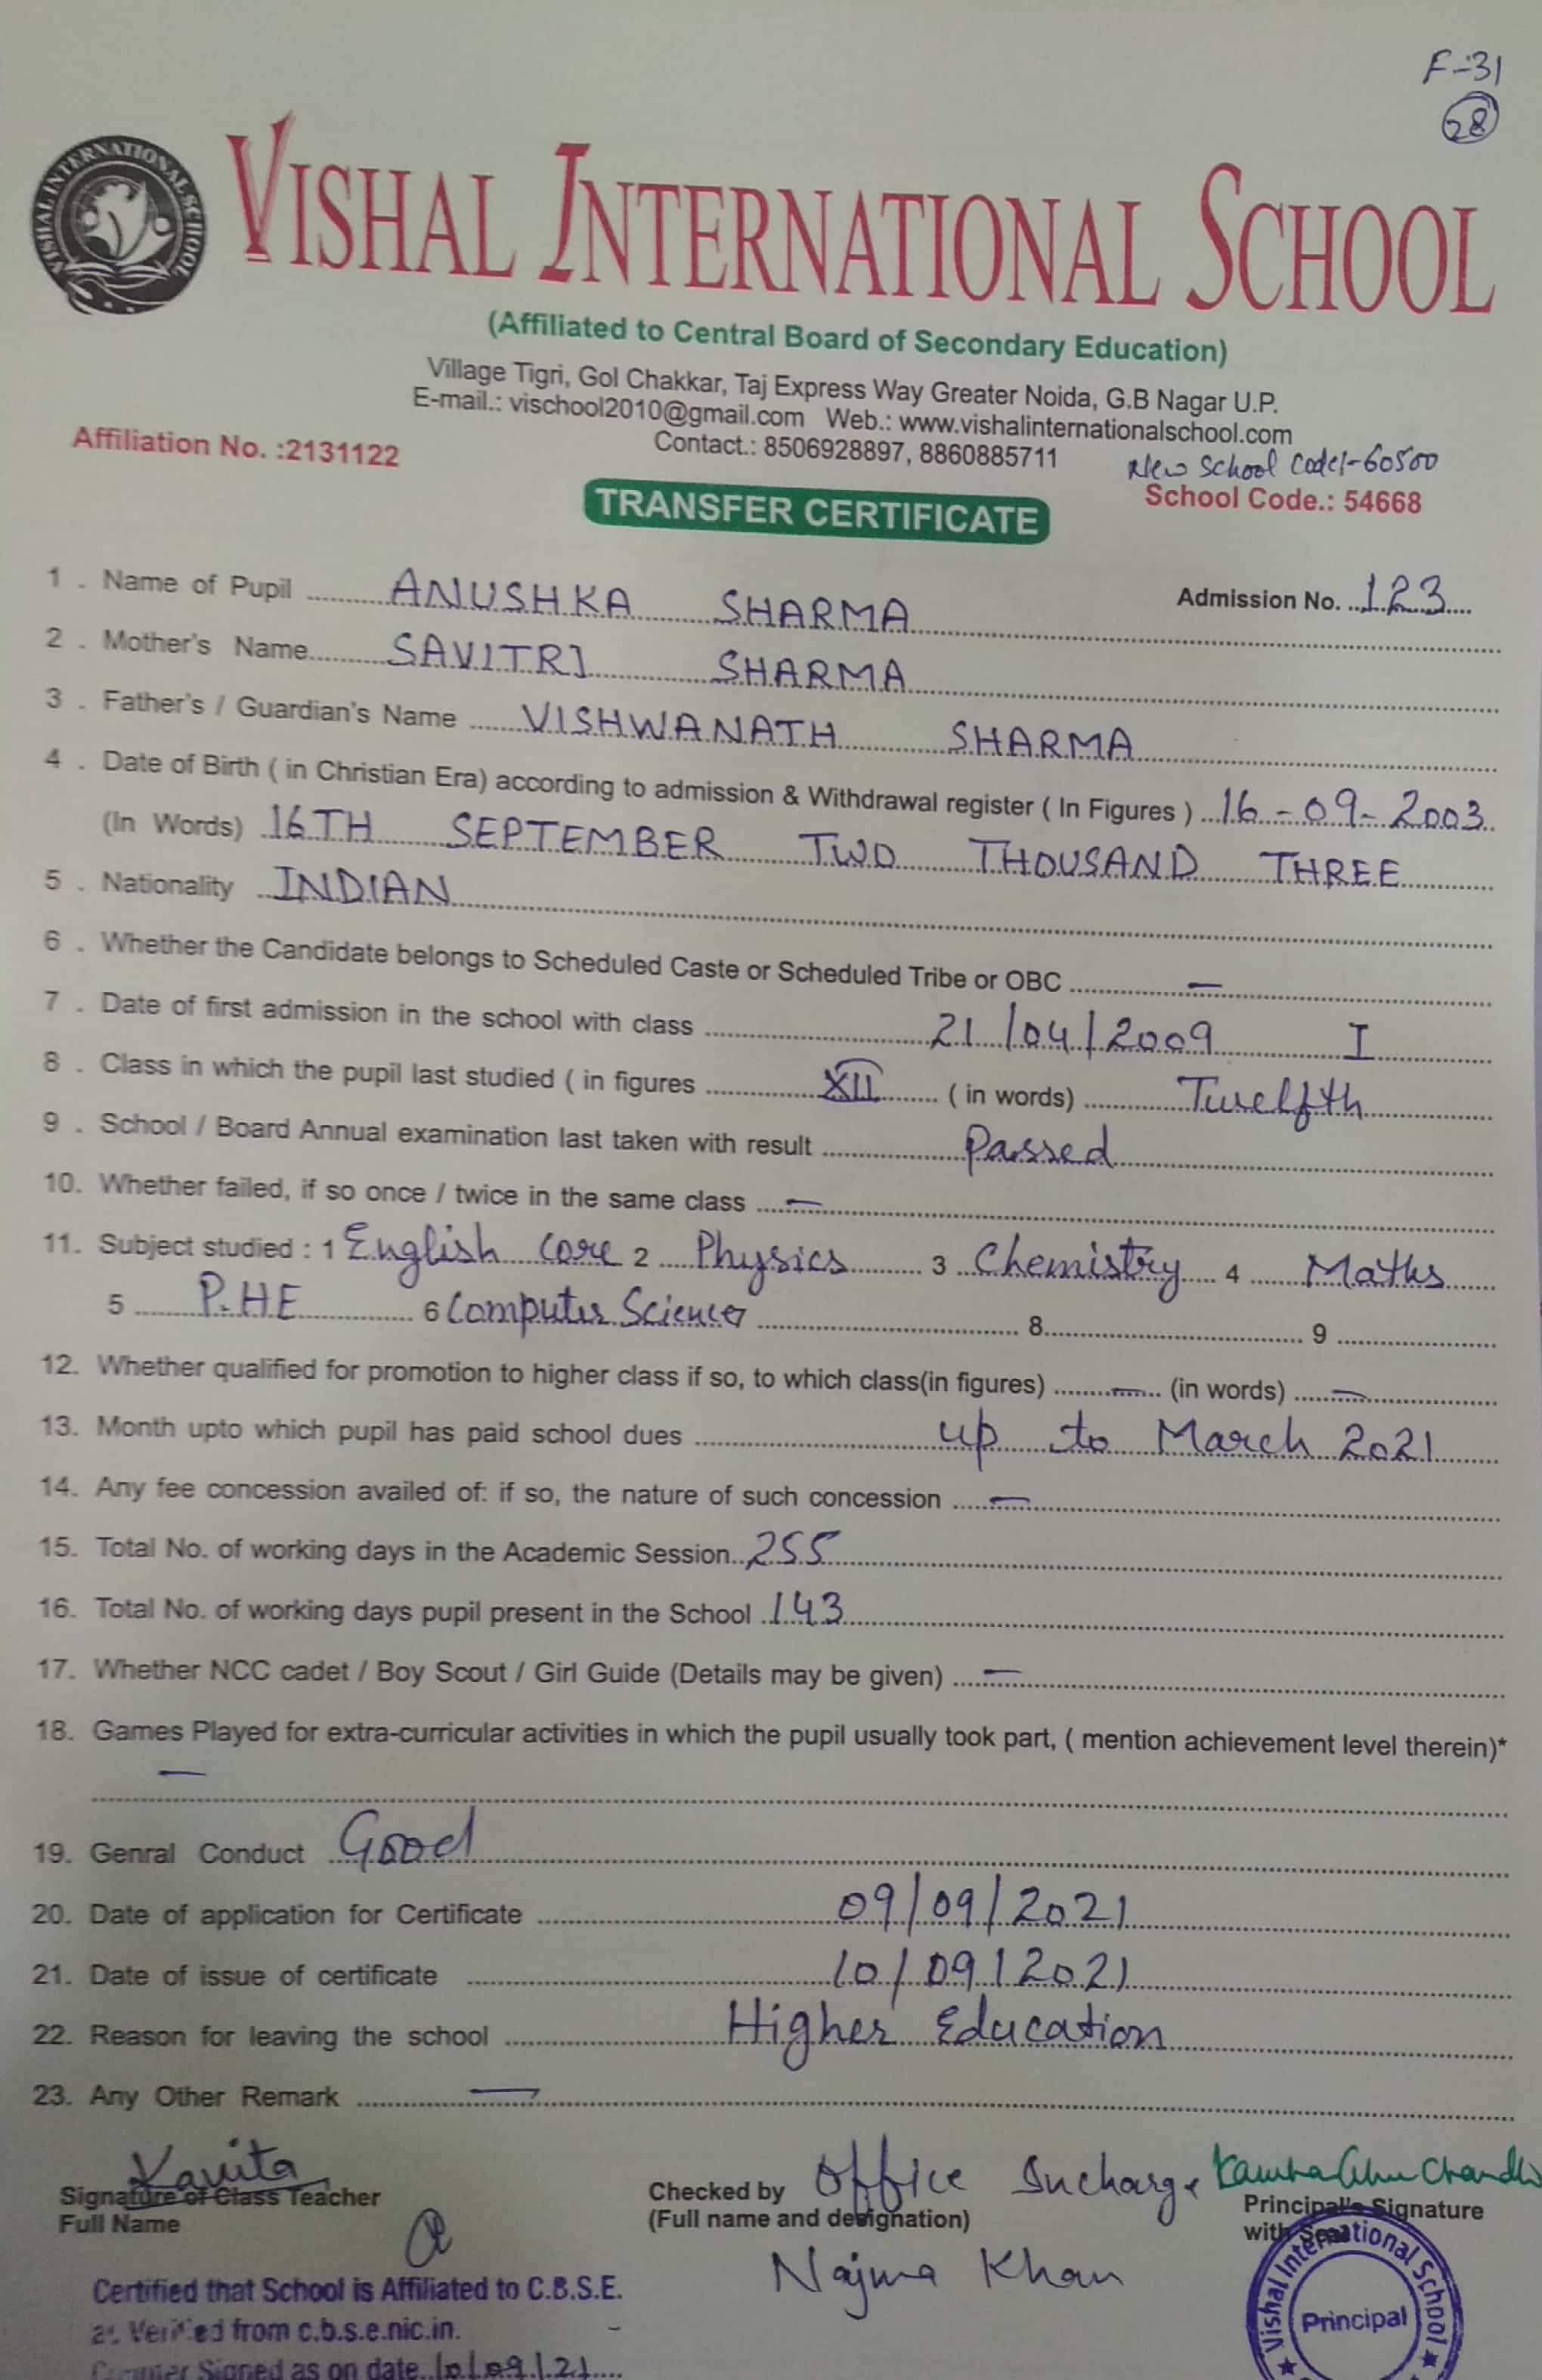 F-31
28
VISHAL INTERNATIONAL SCHOOL
VISHAL INTERNATIONAL SCHOOL
(Affiliated to Central Board of Secondary Education)
Village Tigri, Gol Chakkar, Taj Express Way Greater Noida, G.B Nagar U.P.
E-mail.: vischool2010@gmail.com Web.: www.vishalinternationalschool.com
Contact.: 8506928897, 8860885711
Affiliation No. :2131122
New School Code:-60500
School Code.: 54668
TRANSFER CERTIFICATE
1 . Name of Pupil ANUSHKA SHARMA Admission No. 123
2 . Mother's Name SAVITRI SHARMA
3 . Father's / Guardian's Name VISHWANATH SHARMA
4 . Date of Birth ( in Christian Era) according to admission & Withdrawal register ( In Figures ) 16-09-2003
(In Words) 16TH SEPTEMBER TWO THOUSAND THREE
5 . Nationality INDIAN
6 . Whether the Candidate belongs to Scheduled Caste or Scheduled Tribe or OBC —
7 . Date of first admission in the school with class 21/04/2009 I
8 . Class in which the pupil last studied ( in figures XII ( in words) Twelfth
9 . School / Board Annual examination last taken with result Passed
10. Whether failed, if so once / twice in the same class —
11. Subject studied : 1 English Core 2 Physics 3 Chemistry 4 Maths
5 P.HE 6 Computer Science 7 8 9
12. Whether qualified for promotion to higher class if so, to which class(in figures) — (in words) —
13. Month upto which pupil has paid school dues up to March 2021
14. Any fee concession availed of: if so, the nature of such concession —
15. Total No. of working days in the Academic Session 255
16. Total No. of working days pupil present in the School 143
17. Whether NCC cadet / Boy Scout / Girl Guide (Details may be given) —
18. Games Played for extra-curricular activities in which the pupil usually took part, ( mention achievement level therein)*
—
19. Genral Conduct Good
20. Date of application for Certificate 09/09/2021
21. Date of issue of certificate 10/09/2021
22. Reason for leaving the school Higher Education
23. Any Other Remark —
Kavita
Signature of Class Teacher
Full Name
Checked by Office Incharge
(Full name and designation)
Najma Khan
Principal's Signature
with Seal
Vishal International School
Principal
Certified that School is Affiliated to C.B.S.E.
as Verified from c.b.s.e.nic.in.
Signed as on date 10/09/21